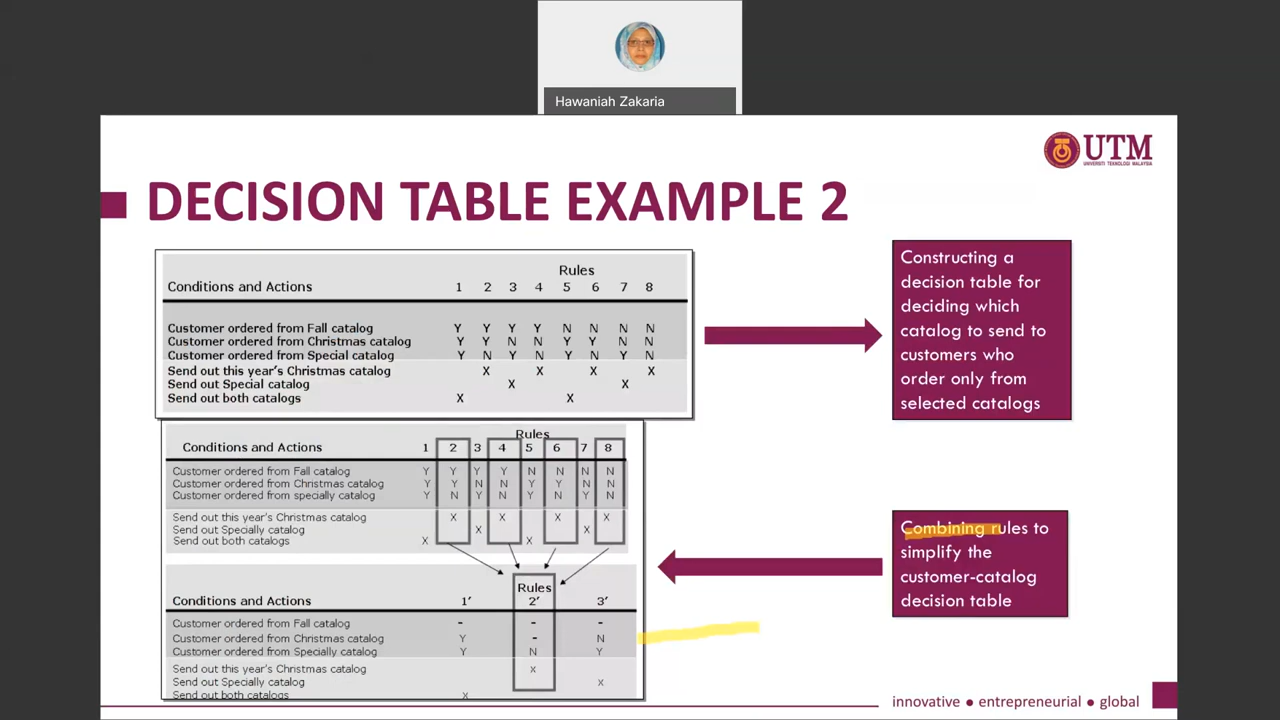 Hawaniah Zakaria
UTM
UNIVERSITI TEKNOLOGI MALAYSIA
DECISION TABLE EXAMPLE 2
Rules
Conditions and Actions 1 2 3 4 5 6 7 8
Customer ordered from Fall catalog Y Y Y Y N N N N
Customer ordered from Christmas catalog Y Y N N Y Y N N
Customer ordered from Special catalog Y N Y N Y N Y N
Send out this year's Christmas catalog X X X X
Send out Special catalog X X
Send out both catalogs X X
Constructing a
decision table for
deciding which
catalog to send to
customers who
order only from
selected catalogs
Rules
Conditions and Actions 1 2 3 4 5 6 7 8
Customer ordered from Fall catalog Y Y Y Y N N N N
Customer ordered from Christmas catalog Y Y N N Y Y N N
Customer ordered from specially catalog Y N Y N Y N Y N
Send out this year's Christmas catalog X X X X
Send out Specially catalog X X
Send out both catalogs X X
Rules
Conditions and Actions 1' 2' 3'
Customer ordered from Fall catalog - - -
Customer ordered from Christmas catalog Y - N
Customer ordered from Specially catalog Y N Y
Send out this year's Christmas catalog X
Send out Specially catalog X
Send out both catalogs X
Combining rules to
simplify the
customer-catalog
decision table
innovative ● entrepreneurial ● global